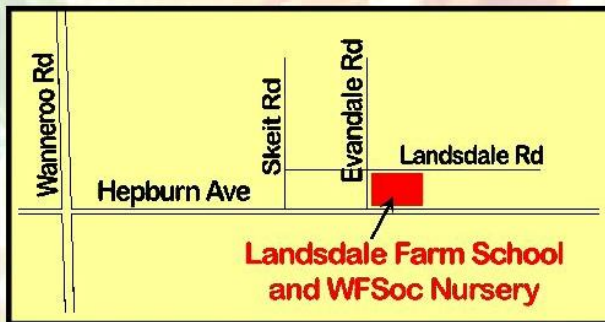 Wanneroo Rd
Skeit Rd
Evandale Rd
Landsdale Rd
Hepburn Ave
Landsdale Farm School
and WFSoc Nursery